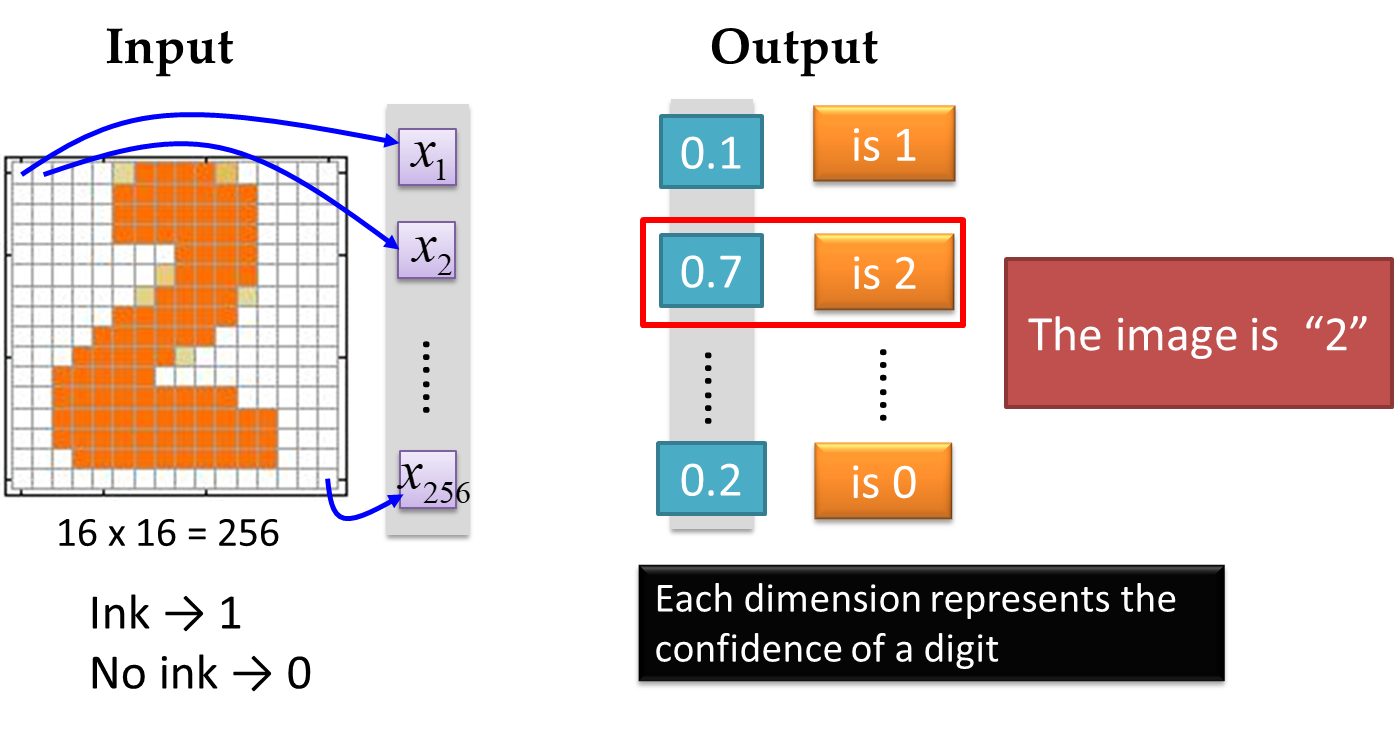 Input
Output
x1
0.1
is 1
x2
0.7
is 2
The image is “2”
x256
0.2
is 0
16 x 16 = 256
Each dimension represents the
confidence of a digit
Ink → 1
No ink → 0